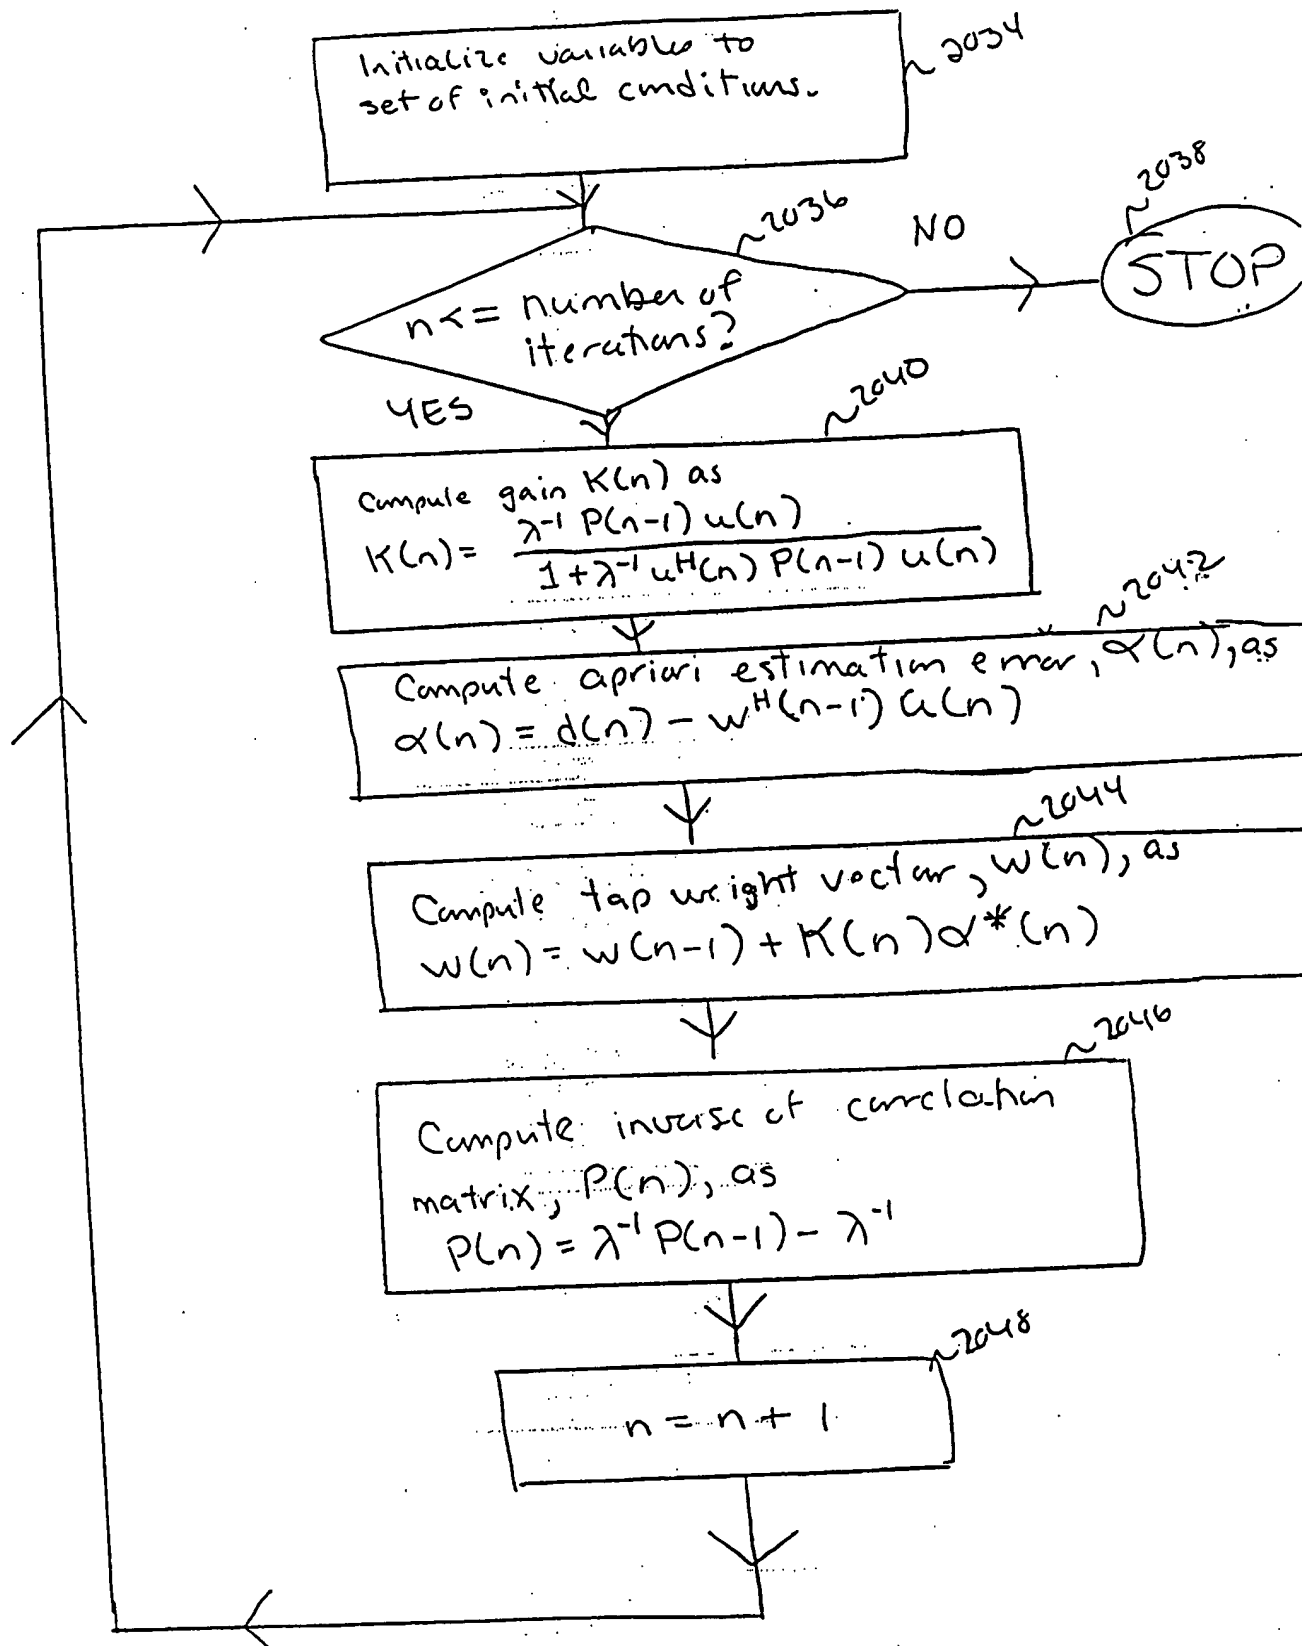 Initialize variables to
set of initial conditions.
~2034
~2036
n <= number of
iterations?
NO
~2038
STOP
YES
~2040
Compute gain K(n) as
K(n) = λ⁻¹ P(n-1) u(n)
1 + λ⁻¹ uᴴ(n) P(n-1) u(n)
~2042
Compute apriori estimation error, α(n), as
α(n) = d(n) - wᴴ(n-1) u(n)
~2044
Compute tap weight vector, w(n), as
w(n) = w(n-1) + K(n) α*(n)
~2046
Compute inverse of correlation
matrix, P(n), as
P(n) = λ⁻¹ P(n-1) - λ⁻¹
~2048
n = n + 1